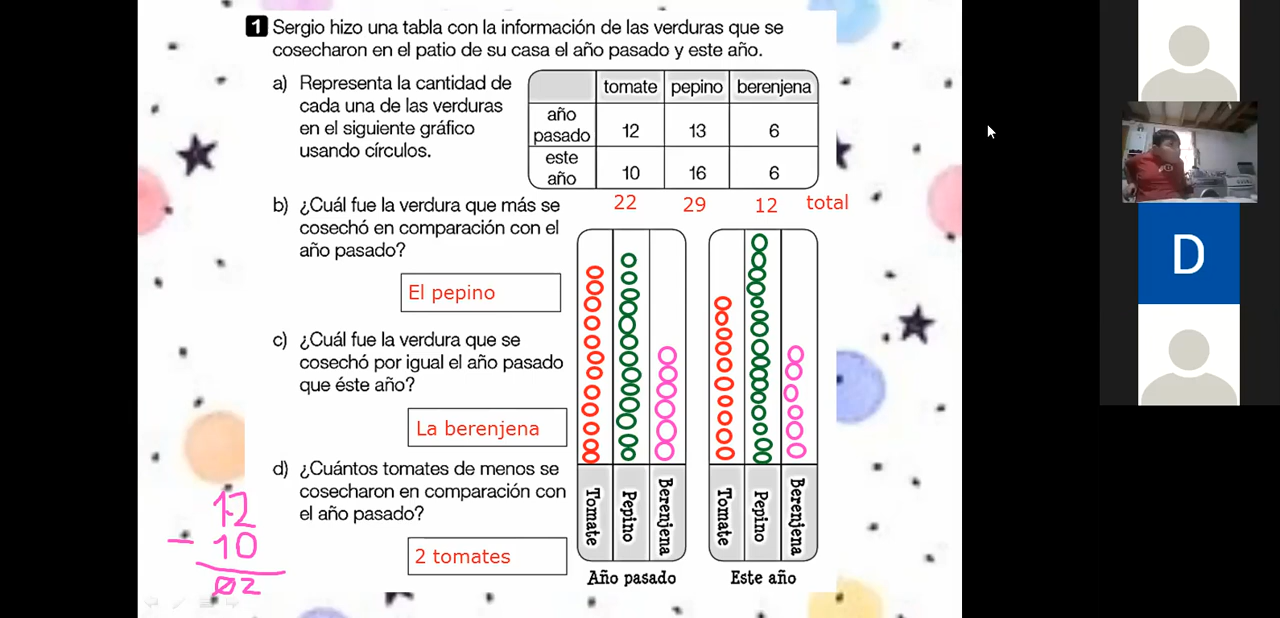 1 Sergio hizo una tabla con la información de las verduras que se
cosecharon en el patio de su casa el año pasado y este año.
a) Representa la cantidad de
cada una de las verduras
en el siguiente gráfico
usando círculos.
tomate pepino berenjena
año
pasado 12 13 6
este
año 10 16 6
22 29 12 total
b) ¿Cuál fue la verdura que más se
cosechó en comparación con el
año pasado?
El pepino
c) ¿Cuál fue la verdura que se
cosechó por igual el año pasado
que éste año?
La berenjena
d) ¿Cuántos tomates de menos se
cosecharon en comparación con
el año pasado?
2 tomates
12
- 10
02
Tomate Pepino Berenjena
Año pasado
Tomate Pepino Berenjena
Este año
D